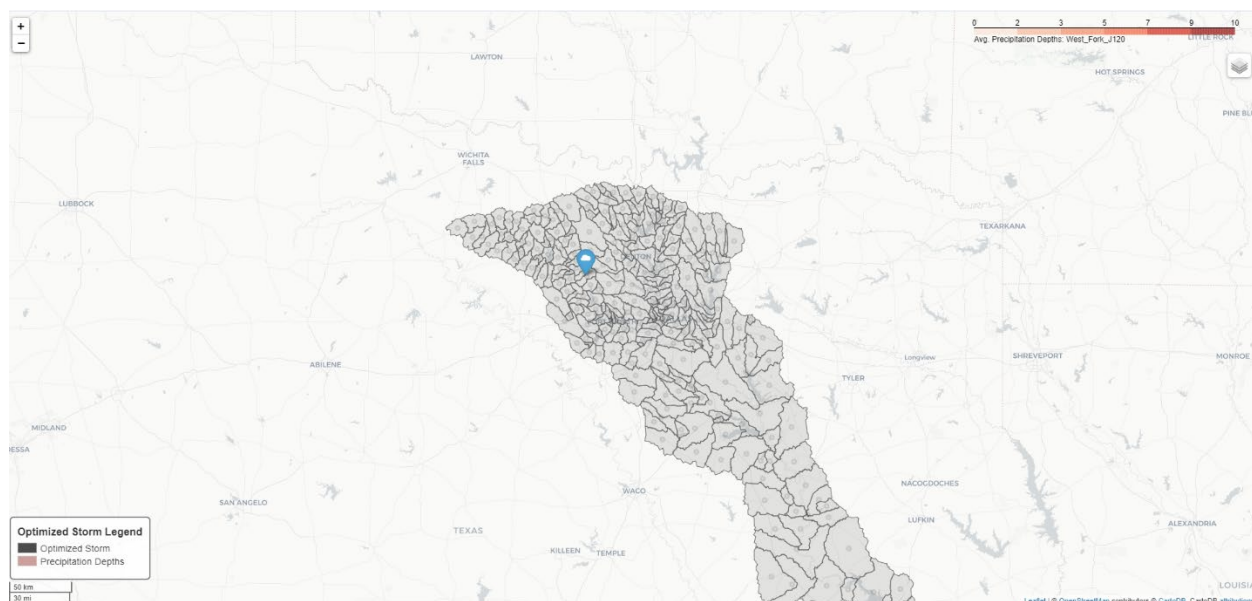 +
−
0 2 3 5 7 9 10
Avg. Precipitation Depths: West_Fork_J120
LITTLE ROCK
LAWTON
HOT SPRINGS
PINE BL
WICHITA
FALLS
LUBBOCK
TEXARKANA
DENTON
ABILENE
Longview
SHREVEPORT
MONROE
TYLER
MIDLAND
ESSA
WACO
NACOGDOCHES
SAN ANGELO
LUFKIN
ALEXANDRIA
TEXAS
KILLEEN
TEMPLE
Optimized Storm Legend
Optimized Storm
Precipitation Depths
50 km
30 mi
LOUISIA
Leaflet | © OpenStreetMap contributors © CartoDB, CartoDB attribution